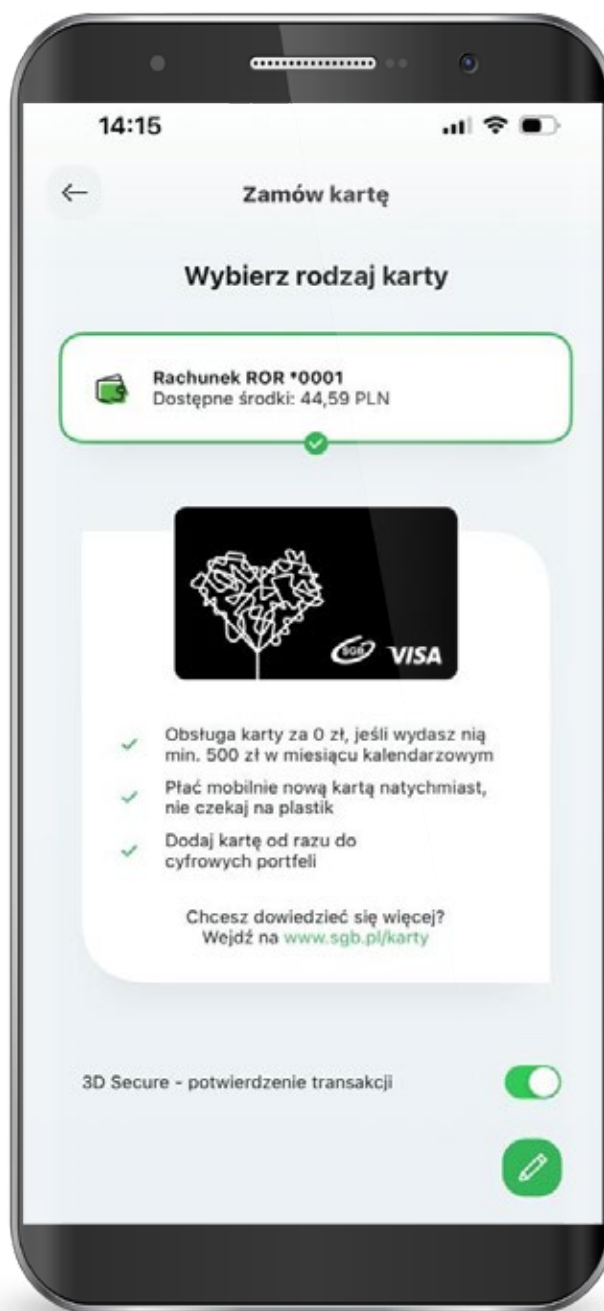 14:15
Zamów kartę
Wybierz rodzaj karty
Rachunek ROR *0001
Dostępne środki: 44,59 PLN
SGB VISA
Obsługa karty za 0 zł, jeśli wydasz nią
min. 500 zł w miesiącu kalendarzowym
Płać mobilnie nową kartą natychmiast,
nie czekaj na plastik
Dodaj kartę od razu do
cyfrowych portfeli
Chcesz dowiedzieć się więcej?
Wejdź na www.sgb.pl/karty
3D Secure - potwierdzenie transakcji